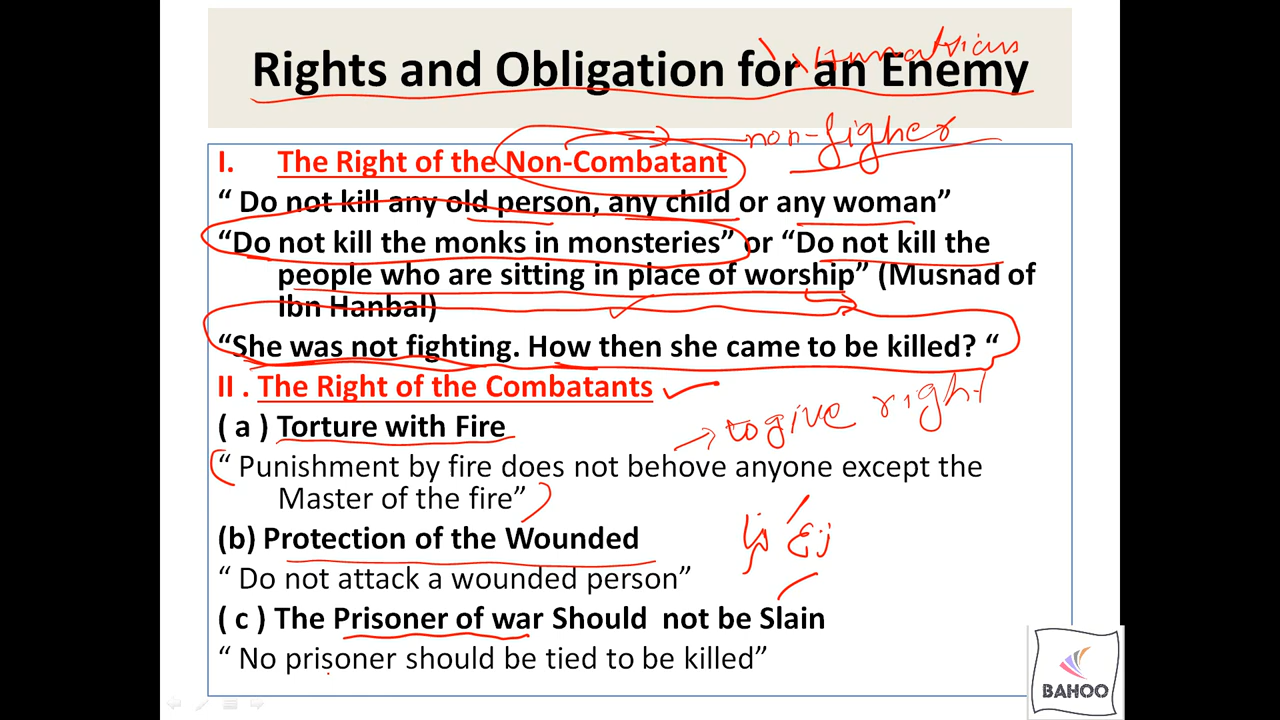 Rights and Obligation for an Enemy
non-figher
I. The Right of the Non-Combatant
“ Do not kill any old person, any child or any woman”
“Do not kill the monks in monsteries” or “Do not kill the
people who are sitting in place of worship” (Musnad of
Ibn Hanbal)
“She was not fighting. How then she came to be killed? “
II . The Right of the Combatants
to give right
( a ) Torture with Fire
“ Punishment by fire does not behove anyone except the
Master of the fire”
(b) Protection of the Wounded
“ Do not attack a wounded person”
( c ) The Prisoner of war Should not be Slain
“ No prisoner should be tied to be killed”
BAHOO